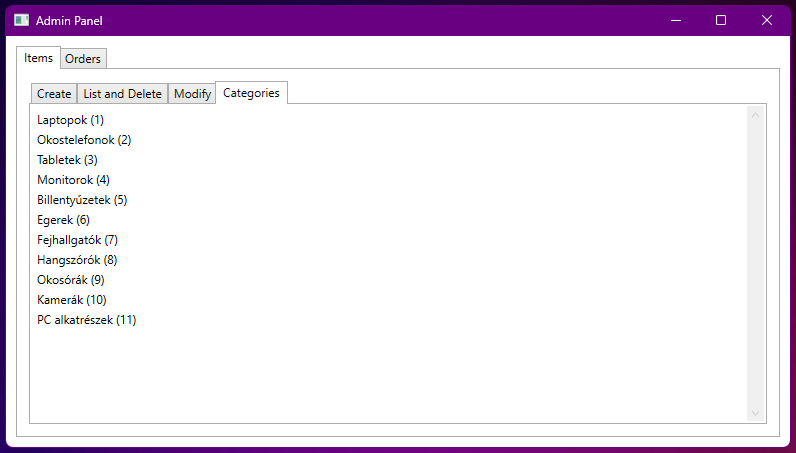 Admin Panel
Items Orders
Create List and Delete Modify Categories
Laptopok (1)
Okostelefonok (2)
Tabletek (3)
Monitorok (4)
Billentyűzetek (5)
Egerek (6)
Fejhallgatók (7)
Hangszórók (8)
Okosórák (9)
Kamerák (10)
PC alkatrészek (11)